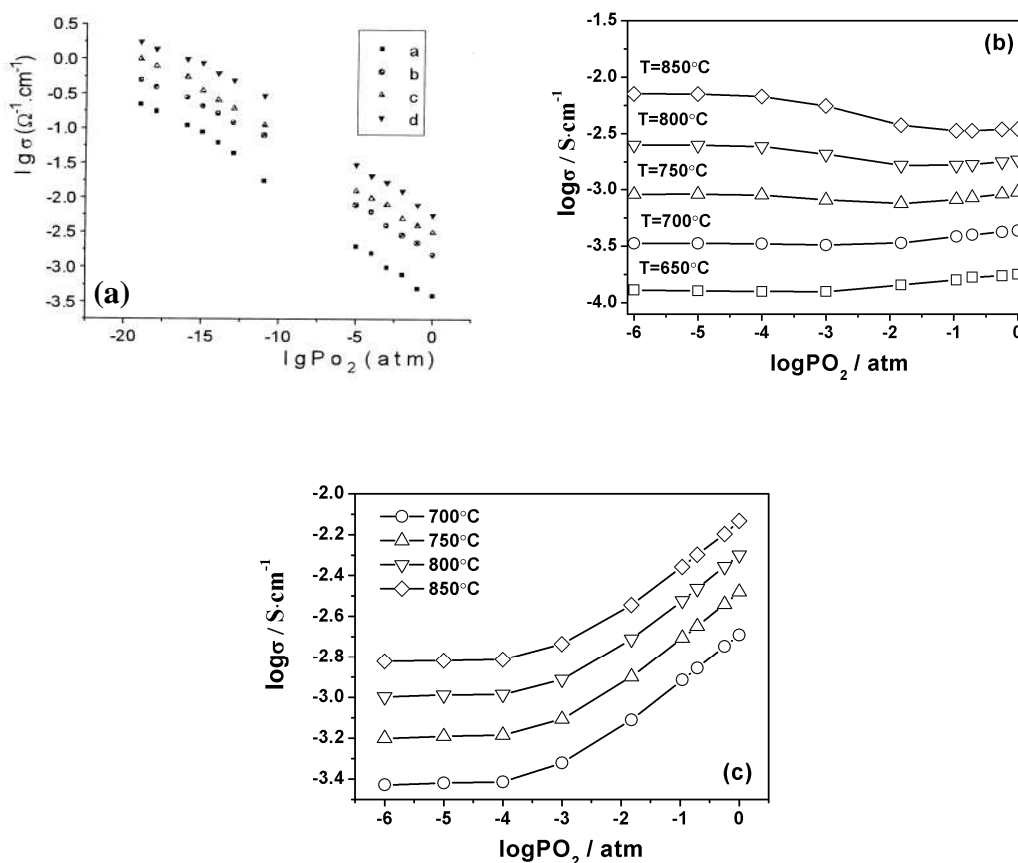 0.5
0.0
-0.5
-1.0
-1.5
-2.0
-2.5
-3.0
-3.5
lgσ(Ω⁻¹.cm⁻¹)
a
b
c
d
(a)
-20 -15 -10 -5 0
lgPo₂(atm)
(b)
-1.5
-2.0
-2.5
-3.0
-3.5
-4.0
logσ / S·cm⁻¹
T=850°C
T=800°C
T=750°C
T=700°C
T=650°C
-6 -5 -4 -3 -2 -1 0
logPO₂ / atm
-2.0
-2.2
-2.4
-2.6
-2.8
-3.0
-3.2
-3.4
logσ / S·cm⁻¹
700°C
750°C
800°C
850°C
(c)
-6 -5 -4 -3 -2 -1 0
logPO₂ / atm